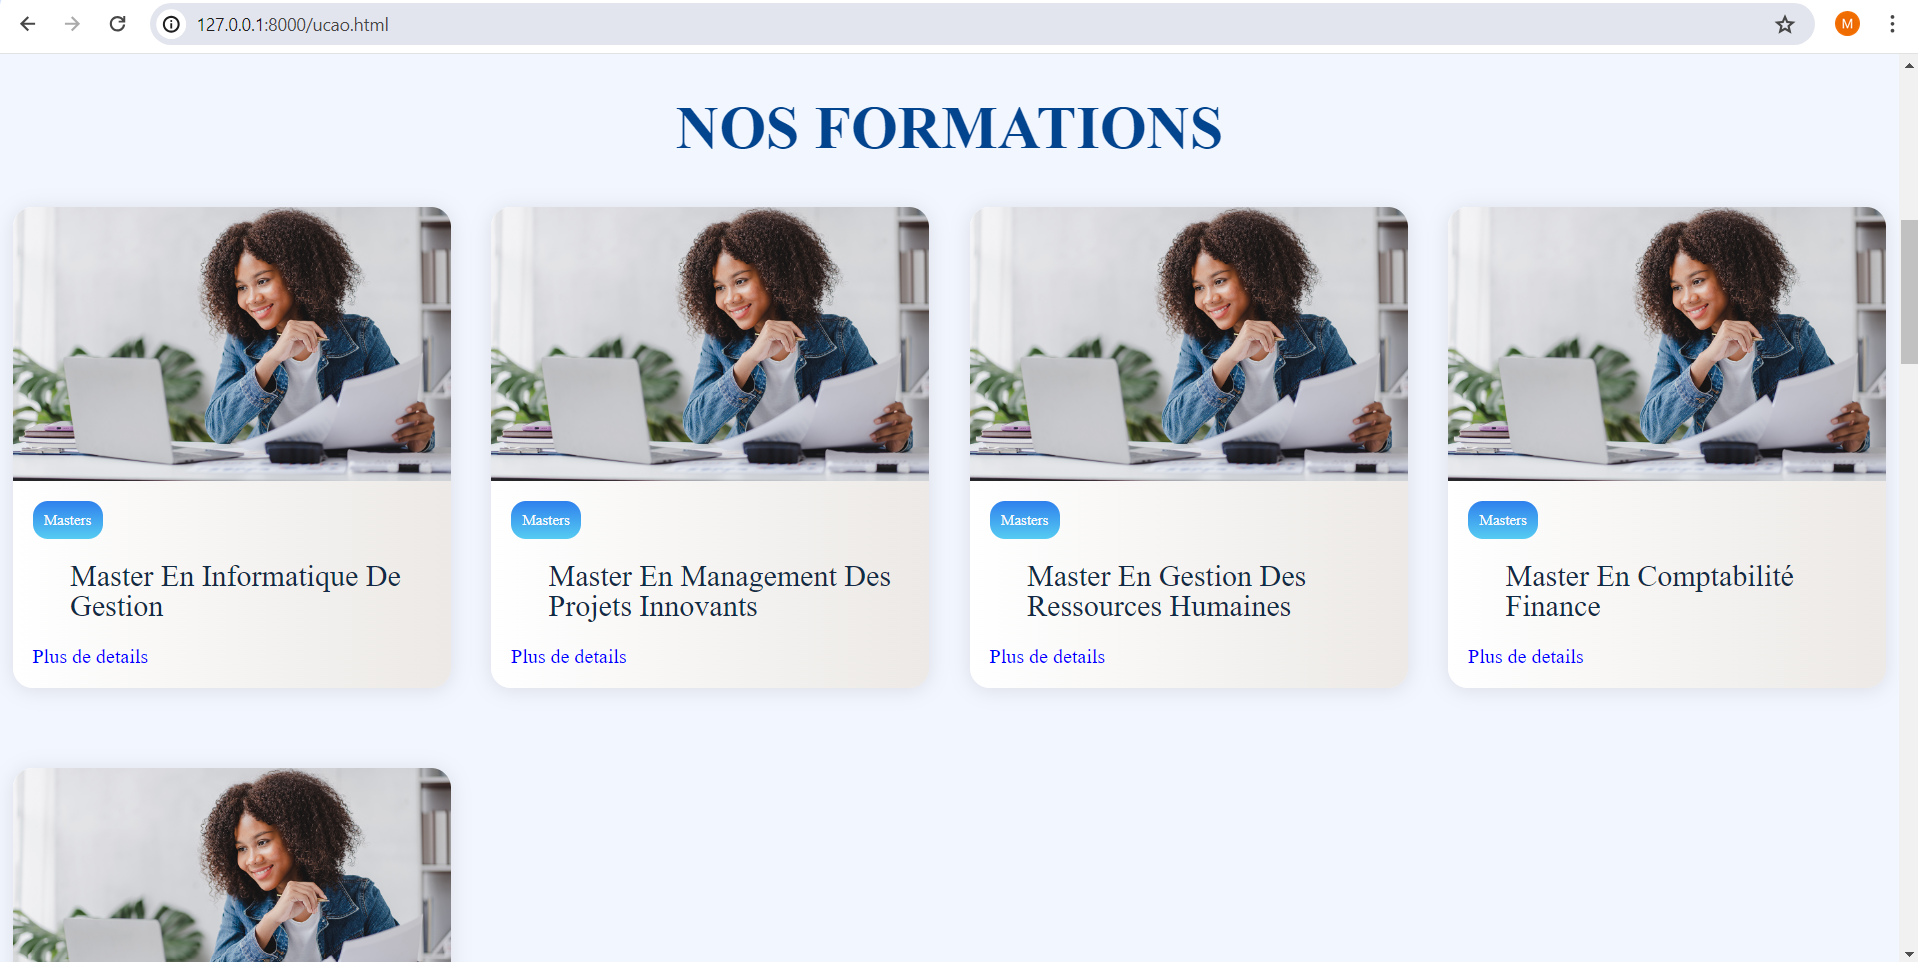 127.0.0.1:8000/ucao.html
M
NOS FORMATIONS
Masters
Master En Informatique De
Gestion
Plus de details
Masters
Master En Management Des
Projets Innovants
Plus de details
Masters
Master En Gestion Des
Ressources Humaines
Plus de details
Masters
Master En Comptabilité
Finance
Plus de details